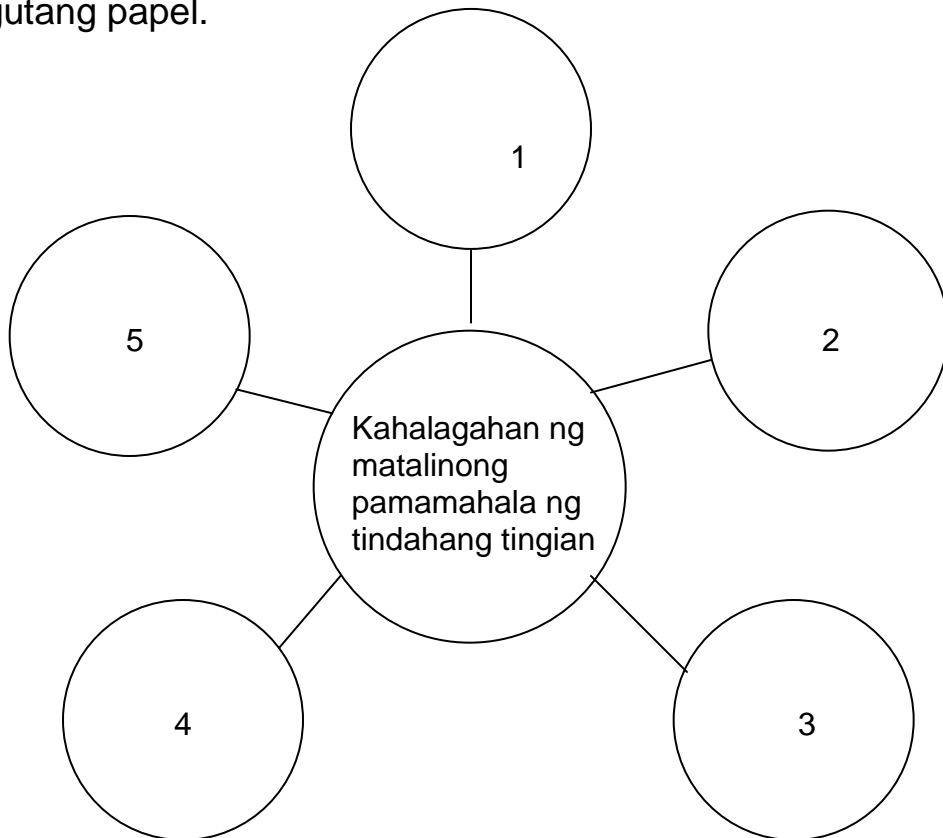 gutang papel.
1
5
2
Kahalagahan ng
matalinong
pamamahala ng
tindahang tingian
4
3